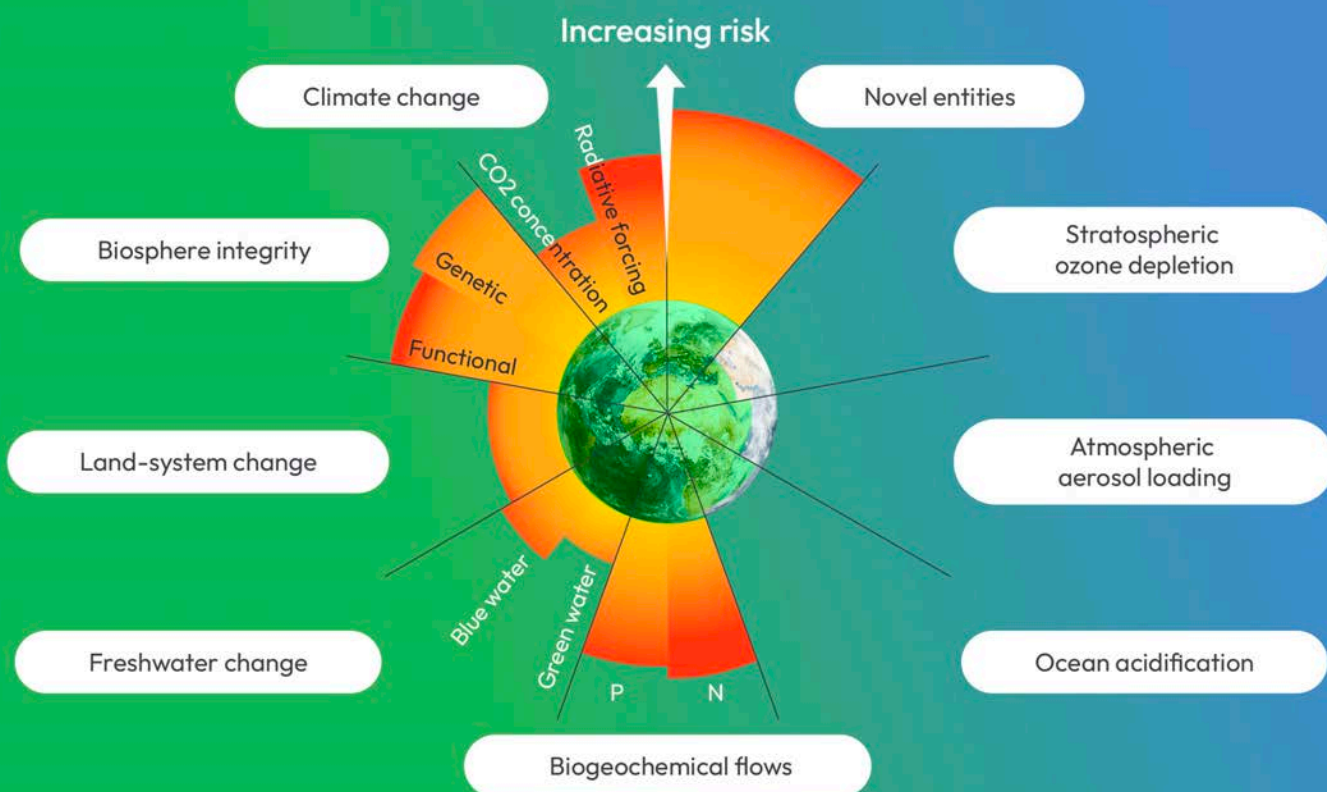 Increasing risk
Climate change
Novel entities
Radiative forcing
CO2 concentration
Biosphere integrity
Genetic
Functional
Stratospheric
ozone depletion
Land-system change
Atmospheric
aerosol loading
Blue water
Green water
Freshwater change
P
N
Ocean acidification
Biogeochemical flows